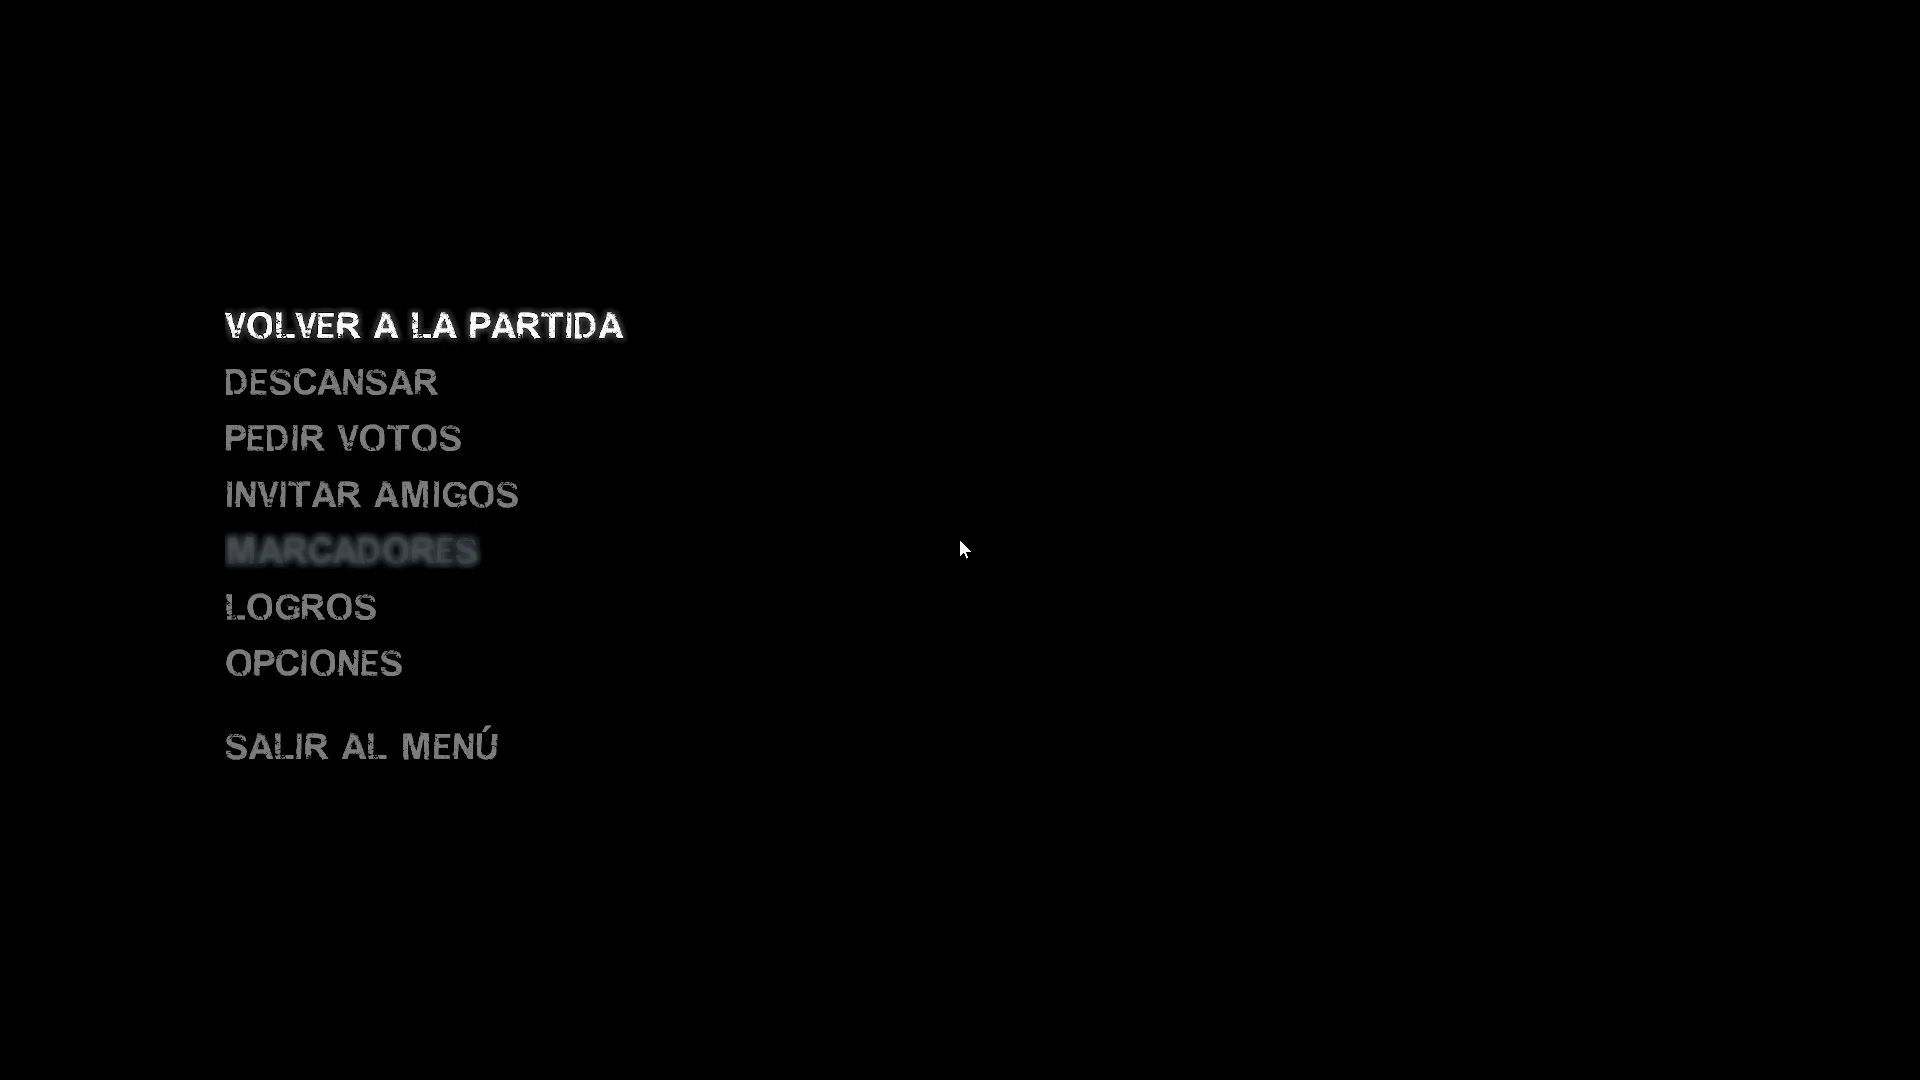 VOLVER A LA PARTIDA
DESCANSAR
PEDIR VOTOS
INVITAR AMIGOS
MARCADORES
LOGROS
OPCIONES
SALIR AL MENÚ